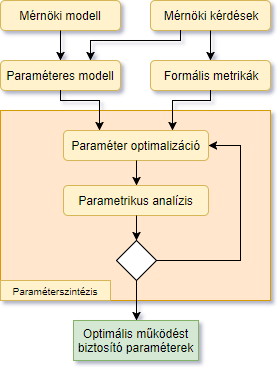 Mérnöki modell
Mérnöki kérdések
Paraméteres modell
Formális metrikák
Paraméter optimalizáció
Parametrikus analízis
Paraméterszintézis
Optimális működést
biztosító paraméterek